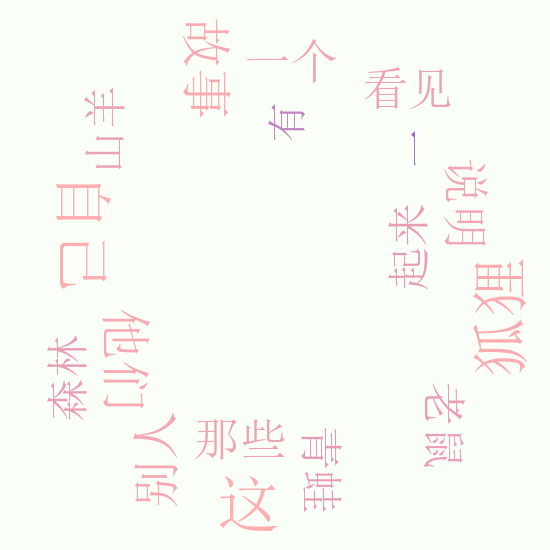 故事
一个
看见
有
山羊
一
说明
自己
起来
狐狸
他们
森林
老鼠
别人
那些
青蛙
这